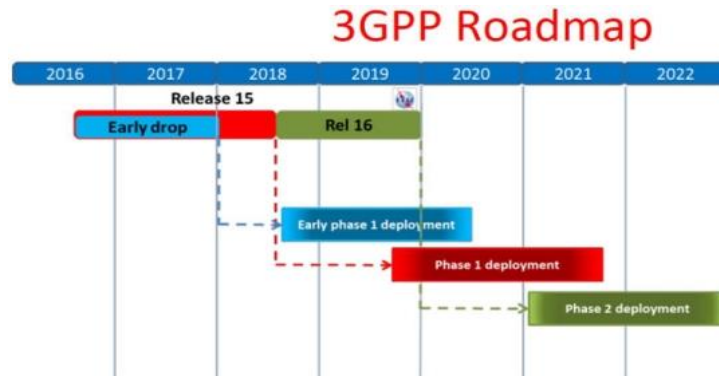 3GPP Roadmap
2016 2017 2018 2019 2020 2021 2022
Release 15
Early drop Rel 16
Early phase 1 deployment
Phase 1 deployment
Phase 2 deployment